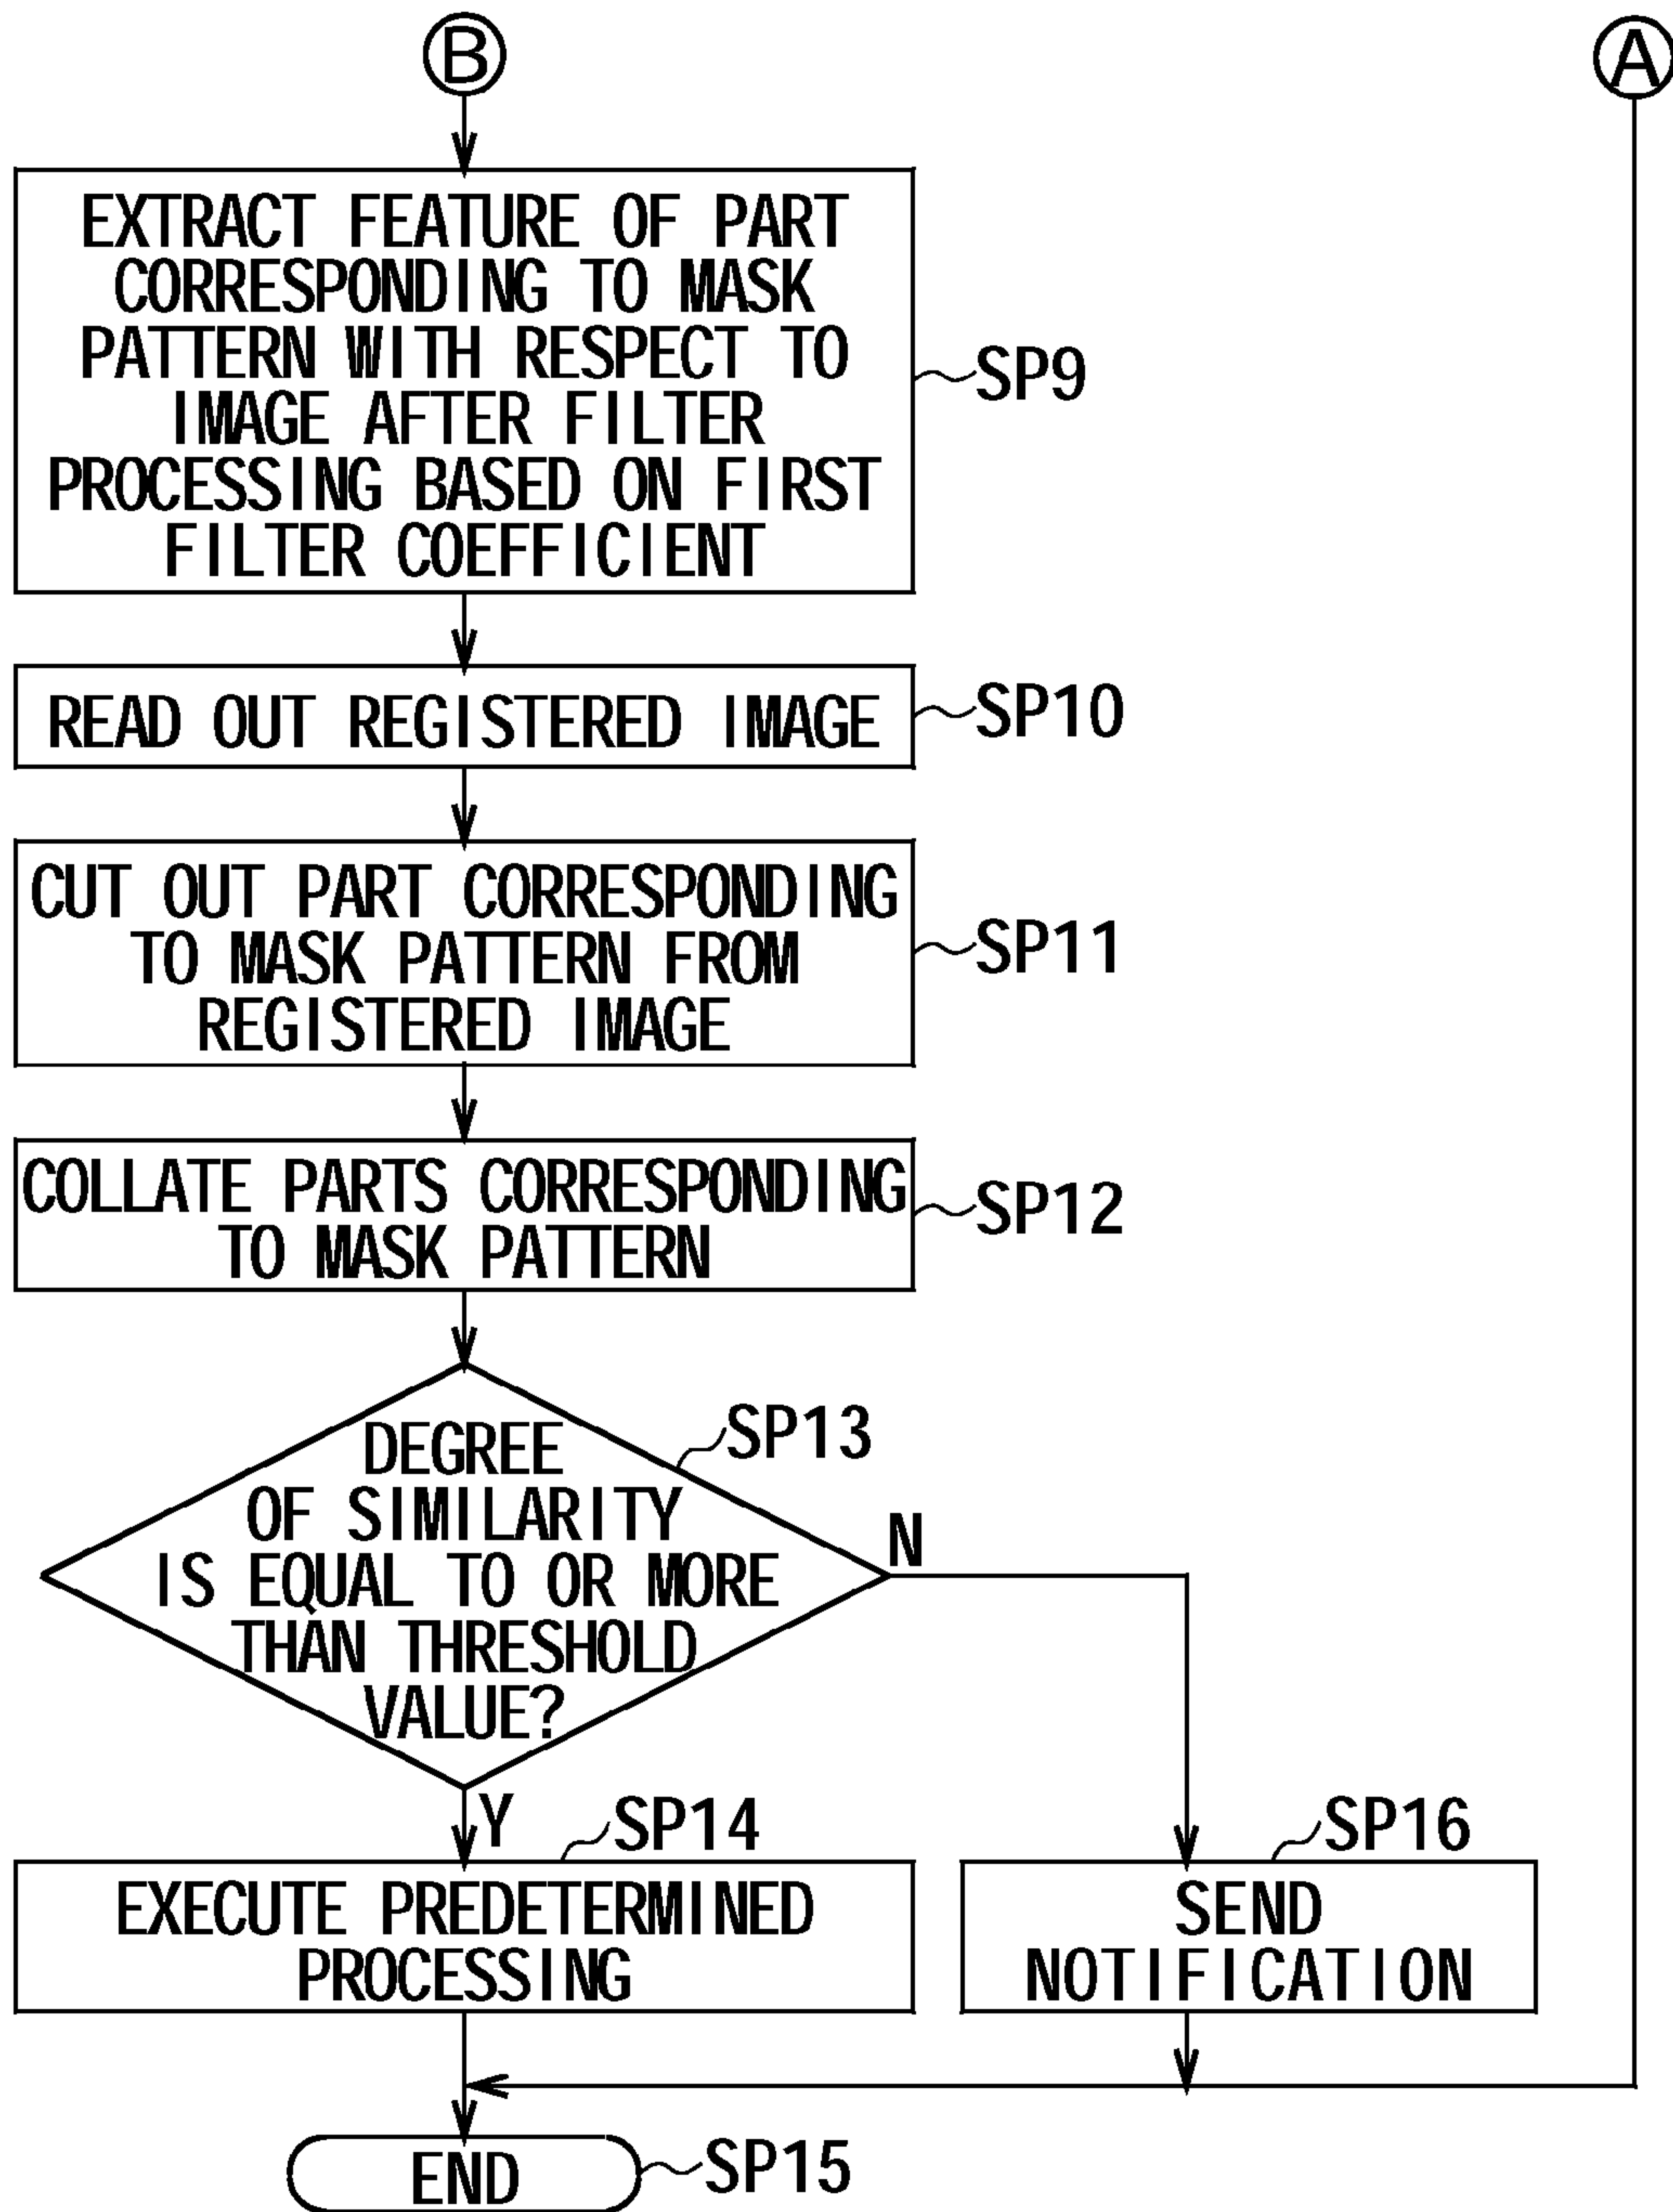 B
A
EXTRACT FEATURE OF PART
CORRESPONDING TO MASK
PATTERN WITH RESPECT TO
IMAGE AFTER FILTER
PROCESSING BASED ON FIRST
FILTER COEFFICIENT
SP9
READ OUT REGISTERED IMAGE
SP10
CUT OUT PART CORRESPONDING
TO MASK PATTERN FROM
REGISTERED IMAGE
SP11
COLLATE PARTS CORRESPONDING
TO MASK PATTERN
SP12
DEGREE
OF SIMILARITY
IS EQUAL TO OR MORE
THAN THRESHOLD
VALUE?
SP13
N
Y
SP14
EXECUTE PREDETERMINED
PROCESSING
SP16
SEND
NOTIFICATION
END
SP15